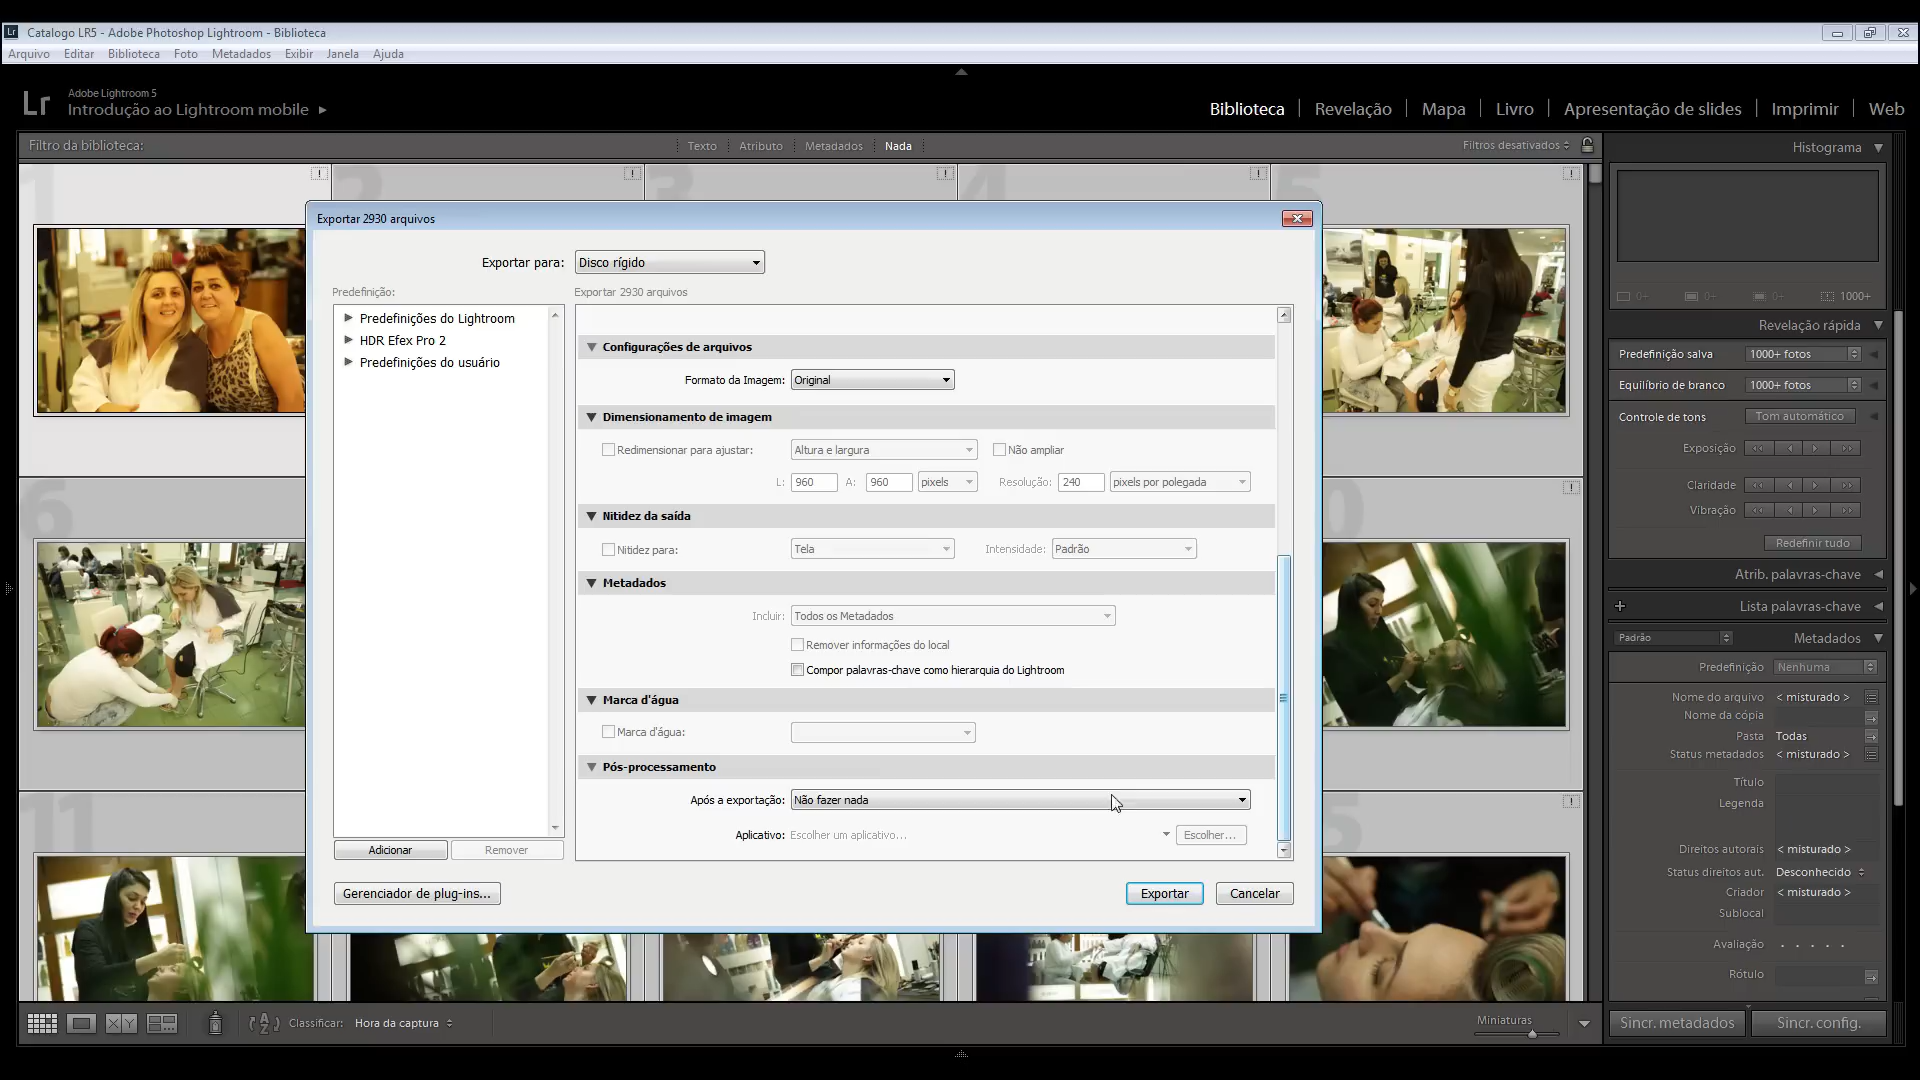 Lr Catalogo LR5 - Adobe Photoshop Lightroom - Biblioteca
Arquivo Editar Biblioteca Foto Metadados Exibir Janela Ajuda
Lr Adobe Lightroom 5
Introdução ao Lightroom mobile
Biblioteca | Revelação | Mapa | Livro | Apresentação de slides | Imprimir | Web
Filtro da biblioteca: Texto | Atributo | Metadados | Nada Filtros desativados
Histograma
1 2 3 4 5
Exportar 2930 arquivos
Exportar para: Disco rígido
Predefinição: Exportar 2930 arquivos
Predefinições do Lightroom
HDR Efex Pro 2
Predefinições do usuário
Configurações de arquivos
Formato da Imagem: Original
Dimensionamento de imagem
Redimensionar para ajustar: Altura e largura Não ampliar
L: 960 A: 960 pixels Resolução: 240 pixels por polegada
Nitidez da saída
Nitidez para: Tela Intensidade: Padrão
Metadados
Incluir: Todos os Metadados
Remover informações do local
Compor palavras-chave como hierarquia do Lightroom
Marca d'água
Marca d'água:
Pós-processamento
Após a exportação: Não fazer nada
Aplicativo: Escolher um aplicativo... Escolher...
Adicionar Remover
Gerenciador de plug-ins... Exportar Cancelar
6
11
1000+
Revelação rápida
Predefinição salva 1000+ fotos
Equilíbrio de branco 1000+ fotos
Controle de tons Tom automático
Exposição
Claridade
Vibração
Redefinir tudo
Atrib. palavras-chave
+ Lista palavras-chave
Padrão Metadados
Predefinição Nenhuma
Nome do arquivo < misturado >
Nome da cópia
Pasta Todas
Status metadados < misturado >
Título
Legenda
Direitos autorais < misturado >
Status direitos aut. Desconhecido
Criador < misturado >
Sublocal
Avaliação . . . . .
Rótulo
Classificar: Hora da captura
Miniaturas
Sincr. metadados Sincr. config.